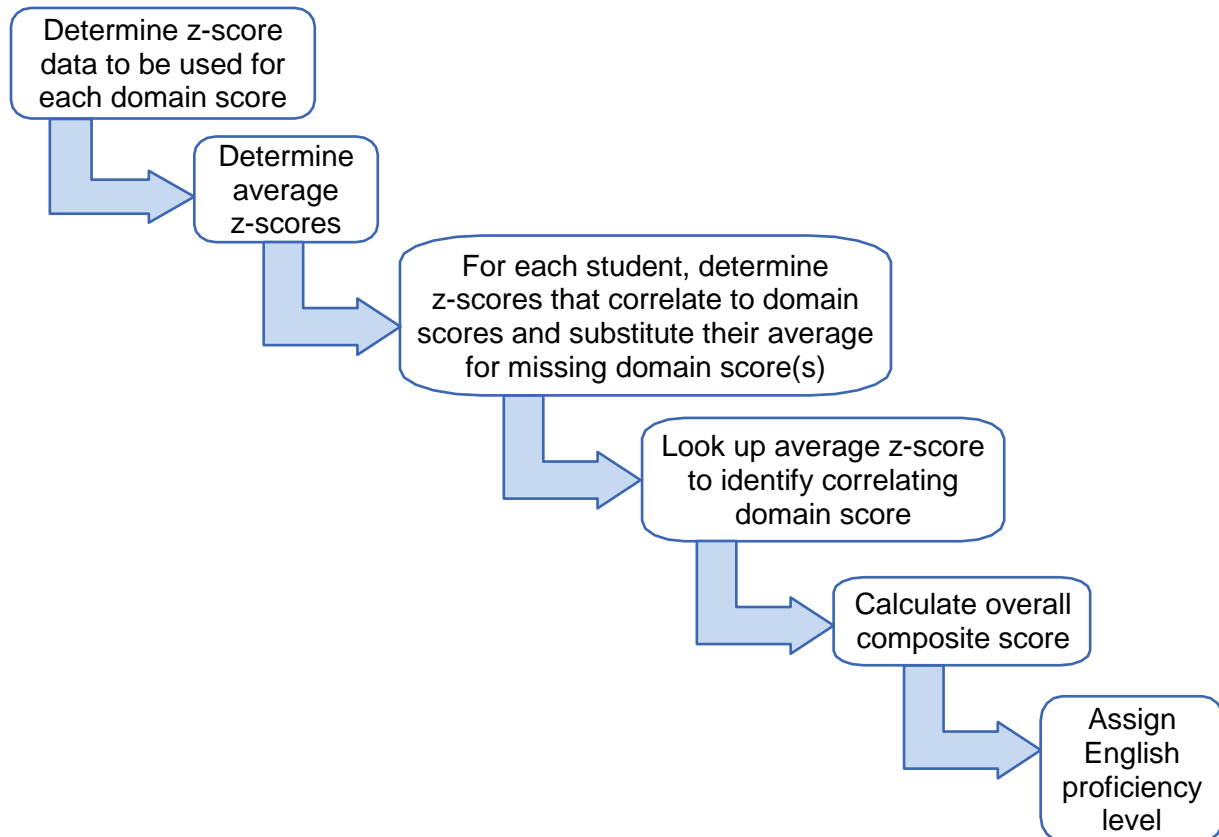 Determine z-score
data to be used for
each domain score
Determine
average
z-scores
For each student, determine
z-scores that correlate to domain
scores and substitute their average
for missing domain score(s)
Look up average z-score
to identify correlating
domain score
Calculate overall
composite score
Assign
English
proficiency
level